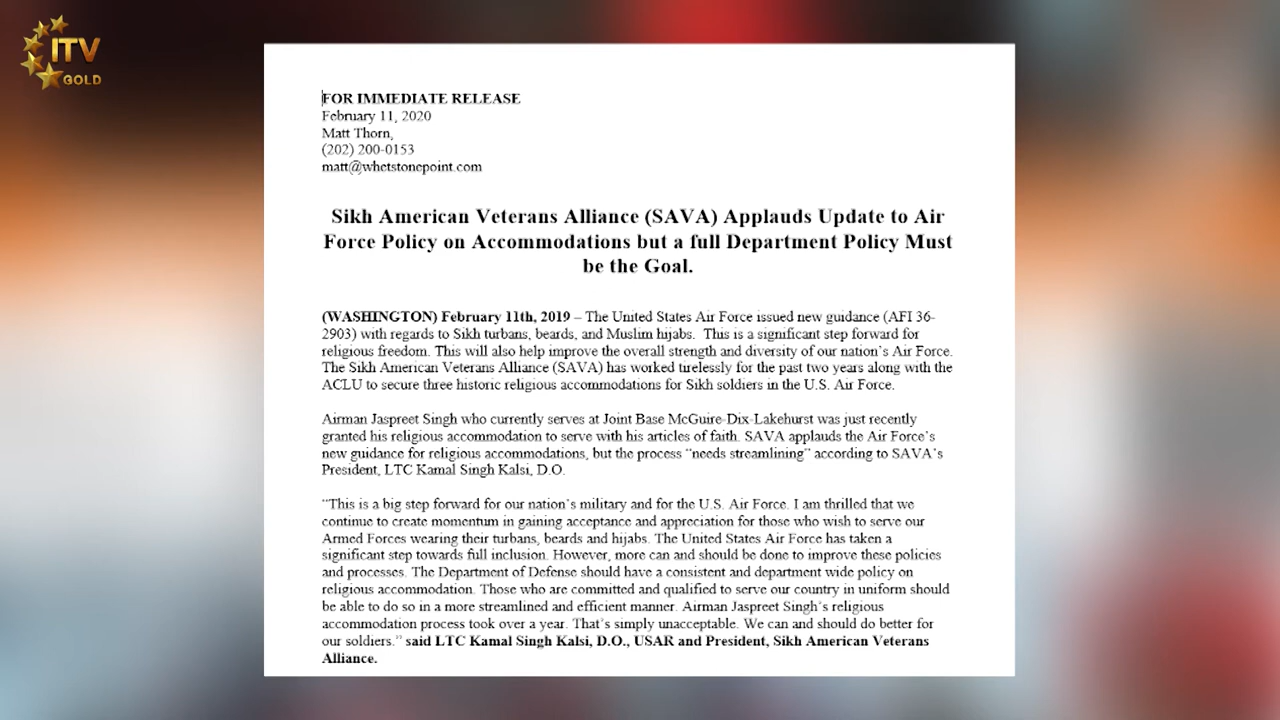 ITV
GOLD
FOR IMMEDIATE RELEASE
February 11, 2020
Matt Thorn,
(202) 200-0153
matt@whetstonepoint.com
Sikh American Veterans Alliance (SAVA) Applauds Update to Air
Force Policy on Accommodations but a full Department Policy Must
be the Goal.
(WASHINGTON) February 11th, 2019 – The United States Air Force issued new guidance (AFI 36-
2903) with regards to Sikh turbans, beards, and Muslim hijabs.  This is a significant step forward for
religious freedom. This will also help improve the overall strength and diversity of our nation’s Air Force.
The Sikh American Veterans Alliance (SAVA) has worked tirelessly for the past two years along with the
ACLU to secure three historic religious accommodations for Sikh soldiers in the U.S. Air Force.
Airman Jaspreet Singh who currently serves at Joint Base McGuire-Dix-Lakehurst was just recently
granted his religious accommodation to serve with his articles of faith. SAVA applauds the Air Force’s
new guidance for religious accommodations, but the process “needs streamlining” according to SAVA’s
President, LTC Kamal Singh Kalsi, D.O.
“This is a big step forward for our nation’s military and for the U.S. Air Force. I am thrilled that we
continue to create momentum in gaining acceptance and appreciation for those who wish to serve our
Armed Forces wearing their turbans, beards and hijabs. The United States Air Force has taken a
significant step towards full inclusion. However, more can and should be done to improve these policies
and processes. The Department of Defense should have a consistent and department wide policy on
religious accommodation. Those who are committed and qualified to serve our country in uniform should
be able to do so in a more streamlined and efficient manner. Airman Jaspreet Singh’s religious
accommodation process took over a year. That’s simply unacceptable. We can and should do better for
our soldiers.” said LTC Kamal Singh Kalsi, D.O., USAR and President, Sikh American Veterans
Alliance.